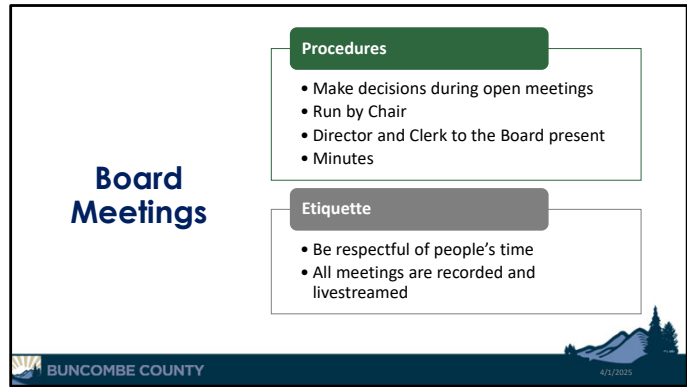 Board
Meetings
Procedures
• Make decisions during open meetings
• Run by Chair
• Director and Clerk to the Board present
• Minutes
Etiquette
• Be respectful of people's time
• All meetings are recorded and
livestreamed
BUNCOMBE COUNTY
4/1/2025